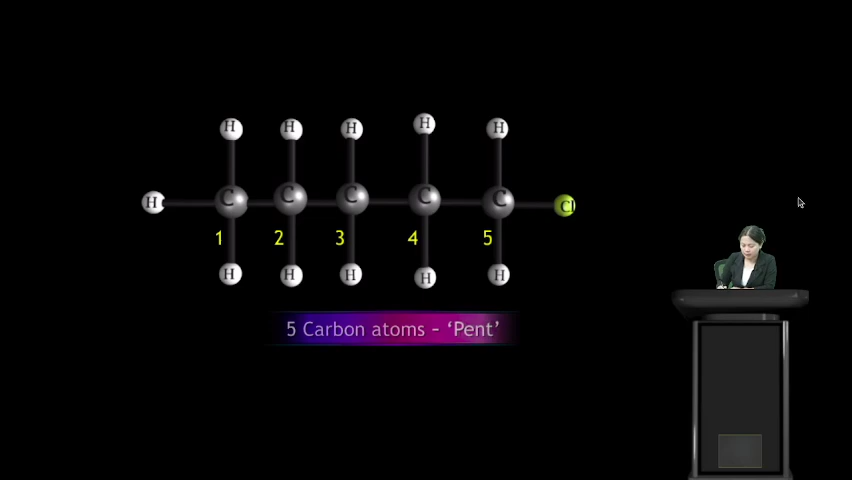 H H H H H
H C C C C C Cl
1 2 3 4 5
H H H H H
5 Carbon atoms - ‘Pent’